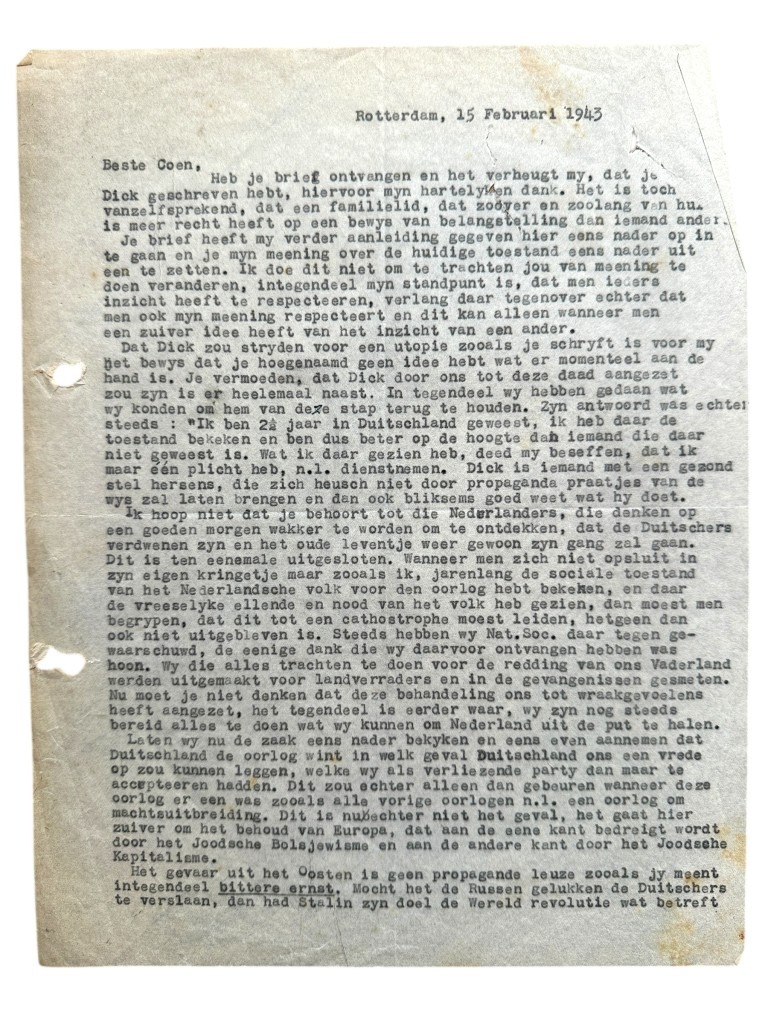 Rotterdam, 15 Februari 1943
Beste Coen,
Heb je brief ontvangen en het verheugt my, dat je
Dick geschreven hebt, hiervoor myn hartelyken dank. Het is toch
vanzelfsprekend, dat een familielid, dat zoover en zoolang van huis
is meer recht heeft op een bewys van belangstelling dan iemand ander.
Je brief heeft my verder aanleiding gegeven hier eens nader op in
te gaan en je myn meening over de huidige toestand eens nader uit
een te zetten. Ik doe dit niet om te trachten jou van meening te
doen veranderen, integendeel myn standpunt is, dat men ieders
inzicht heeft te respecteeren, verlang daar tegenover echter dat
men ook myn meening respecteert en dit kan alleen wanneer men
een zuiver idee heeft van het inzicht van een ander.
Dat Dick zou stryden voor een utopie zooals je schryft is voor my
het bewys dat je hoegenaamd geen idee hebt wat er momenteel aan de
hand is. Je vermoeden, dat Dick door ons tot deze daad aangezet
zou zyn is er heelemaal naast. In tegendeel wy hebben gedaan wat
wy konden om hem van deze stap terug te houden. Zyn antwoord was echter
steeds : "Ik ben 2½ jaar in Duitschland geweest, ik heb daar de
toestand bekeken en ben dus beter op de hoogte dan iemand die daar
niet geweest is. Wat ik daar gezien heb, deed my beseffen, dat ik
maar één plicht heb, n.l. dienstnemen. Dick is iemand met een gezond
stel hersens, die zich heusch niet door propaganda praatjes van de
wys zal laten brengen en dan ook bliksems goed weet wat hy doet.
Ik hoop niet dat je behoort tot die Nederlanders, die denken op
een goeden morgen wakker te worden om te ontdekken, dat de Duitschers
verdwenen zyn en het oude leventje weer gewoon zyn gang zal gaan.
Dit is ten eenemale uitgesloten. Wanneer men zich niet opsluit in
zyn eigen kringetje maar zooals ik, jarenlang de sociale toestand
van het Nederlandsche volk voor den oorlog hebt bekeken, en daar
de vreeselyke ellende en nood van het volk heb gezien, dan moest men
begrypen, dat dit tot een cathostrophe moest leiden, hetgeen dan
ook niet uitgebleven is. Steeds hebben wy Nat.Soc. daar tegen ge-
waarschuwd, de eenige dank die wy daarvoor ontvangen hebben was
hoon. Wy die alles trachten te doen voor de redding van ons Vaderland
werden uitgemaakt voor landverraders en in de gevangenissen gesmeten.
Nu moet je niet denken dat deze behandeling ons tot wraakgevoelens
heeft aangezet, het tegendeel is eerder waar, wy zyn nog steeds
bereid alles te doen wat wy kunnen om Nederland uit de put te halen.
Laten wy nu de zaak eens nader bekyken en eens even aannemen dat
Duitschland de oorlog wint in welk geval Duitschland ons een vrede
op zou kunnen leggen, welke wy als verliezende party dan maar te
accepteeren hadden. Dit zou echter alleen dan gebeuren wanneer deze
oorlog er een was zooals alle vorige oorlogen n.l. een oorlog om
machtsuitbreiding. Dit is nu echter niet het geval, het gaat hier
zuiver om het behoud van Europa, dat aan de eene kant bedreigt wordt
door het Joodsche Bolsjewisme en aan de andere kant door het Joodsche
Kapitalisme.
Het gevaar uit het Oosten is geen propagande leuze zooals jy meent
integendeel bittere ernst. Mocht het de Russen gelukken de Duitschers
te verslaan, dan had Stalin zyn doel de Wereld revolutie wat betreft